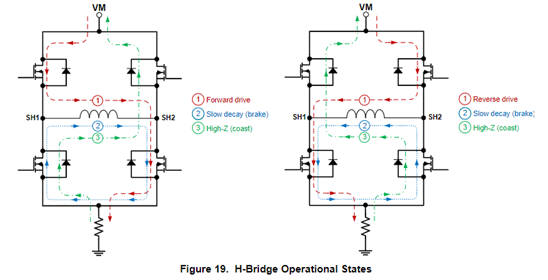 VM
VM
SH1
1
SH2
2
3
1 Forward drive
2 Slow decay (brake)
3 High-Z (coast)
SH1
1
SH2
2
3
1 Reverse drive
2 Slow decay (brake)
3 High-Z (coast)
Figure 19. H-Bridge Operational States